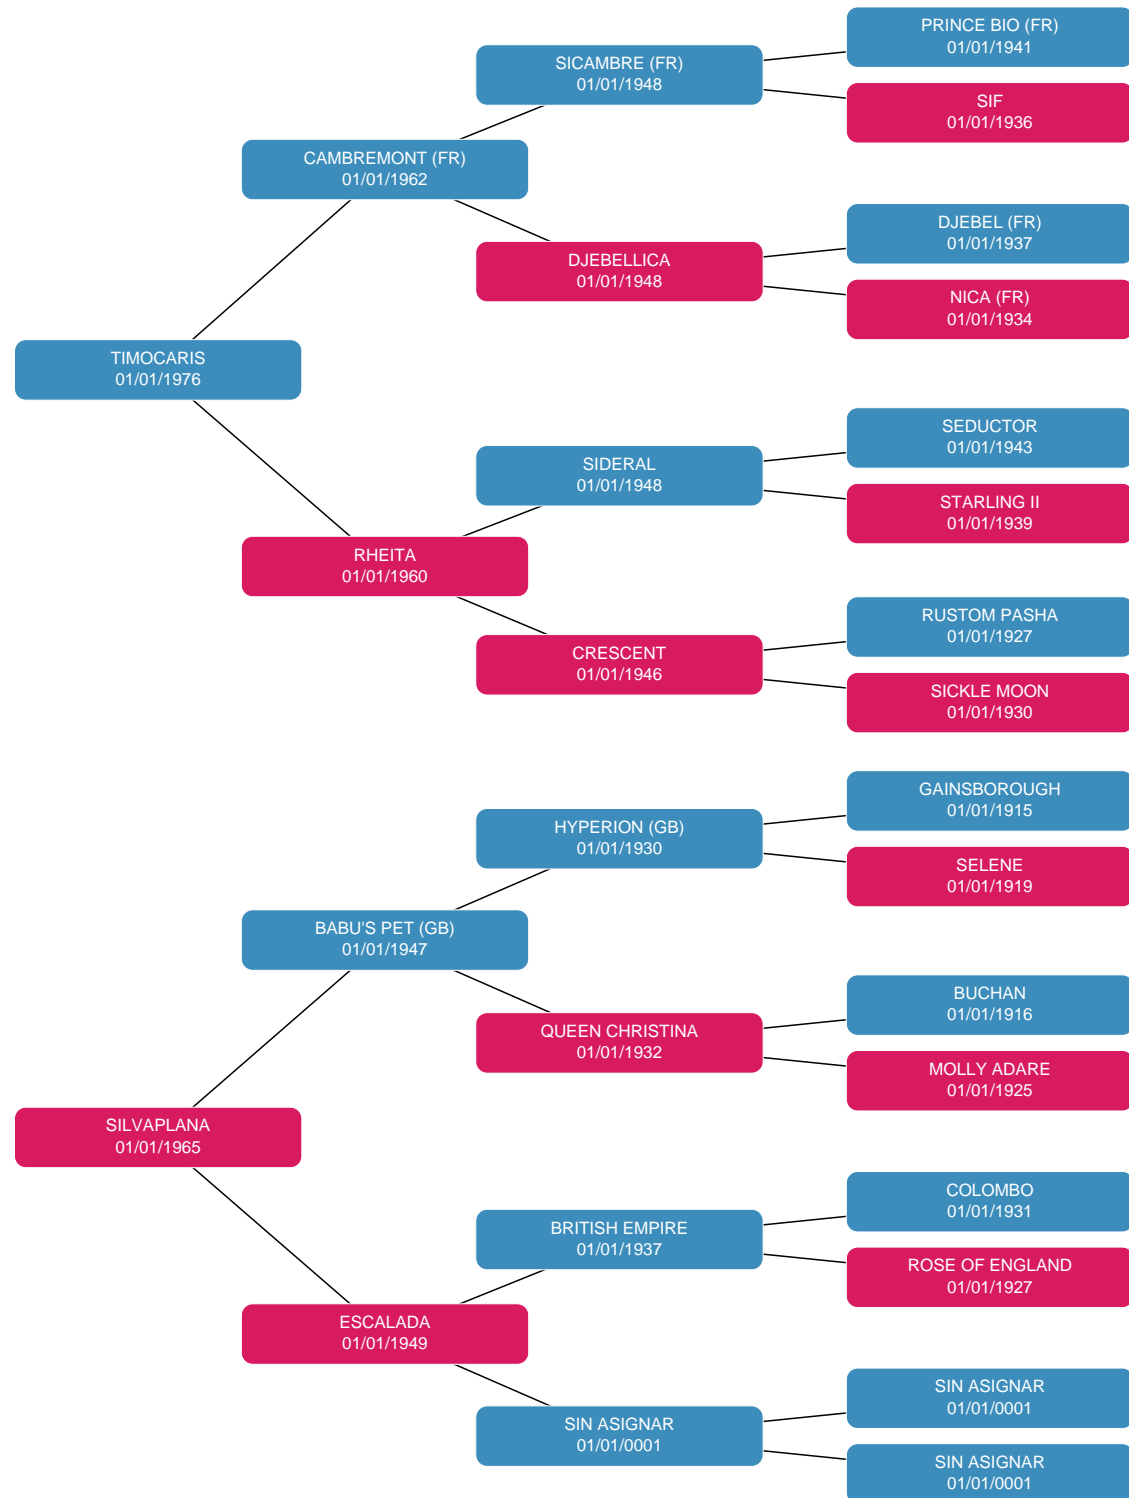 PRINCE BIO (FR)
01/01/1941
SICAMBRE (FR)
01/01/1948
SIF
01/01/1936
CAMBREMONT (FR)
01/01/1962
DJEBEL (FR)
01/01/1937
DJEBELLICA
01/01/1948
NICA (FR)
01/01/1934
TIMOCARIS
01/01/1976
SEDUCTOR
01/01/1943
SIDERAL
01/01/1948
STARLING II
01/01/1939
RHEITA
01/01/1960
RUSTOM PASHA
01/01/1927
CRESCENT
01/01/1946
SICKLE MOON
01/01/1930
GAINSBOROUGH
01/01/1915
HYPERION (GB)
01/01/1930
SELENE
01/01/1919
BABU'S PET (GB)
01/01/1947
BUCHAN
01/01/1916
QUEEN CHRISTINA
01/01/1932
MOLLY ADARE
01/01/1925
SILVAPLANA
01/01/1965
COLOMBO
01/01/1931
BRITISH EMPIRE
01/01/1937
ROSE OF ENGLAND
01/01/1927
ESCALADA
01/01/1949
SIN ASIGNAR
01/01/0001
SIN ASIGNAR
01/01/0001
SIN ASIGNAR
01/01/0001